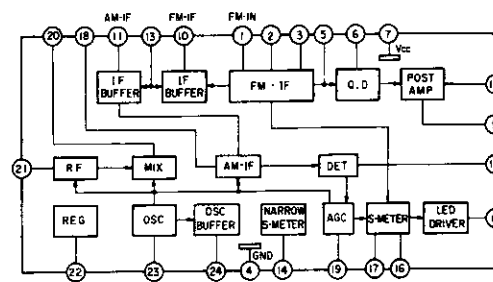 AM-IF FM-IF FM-IN
20 18 11 13 10 1 2 3 5 6 7
Vcc
IF BUFFER
IF BUFFER
FM-IF
Q.D
POST AMP
21
RF
MIX
AM-IF
DET
REG
OSC
OSC BUFFER
NARROW S-METER
AGC
S-METER
LED DRIVER
GND
22 23 24 4 14 19 17 16